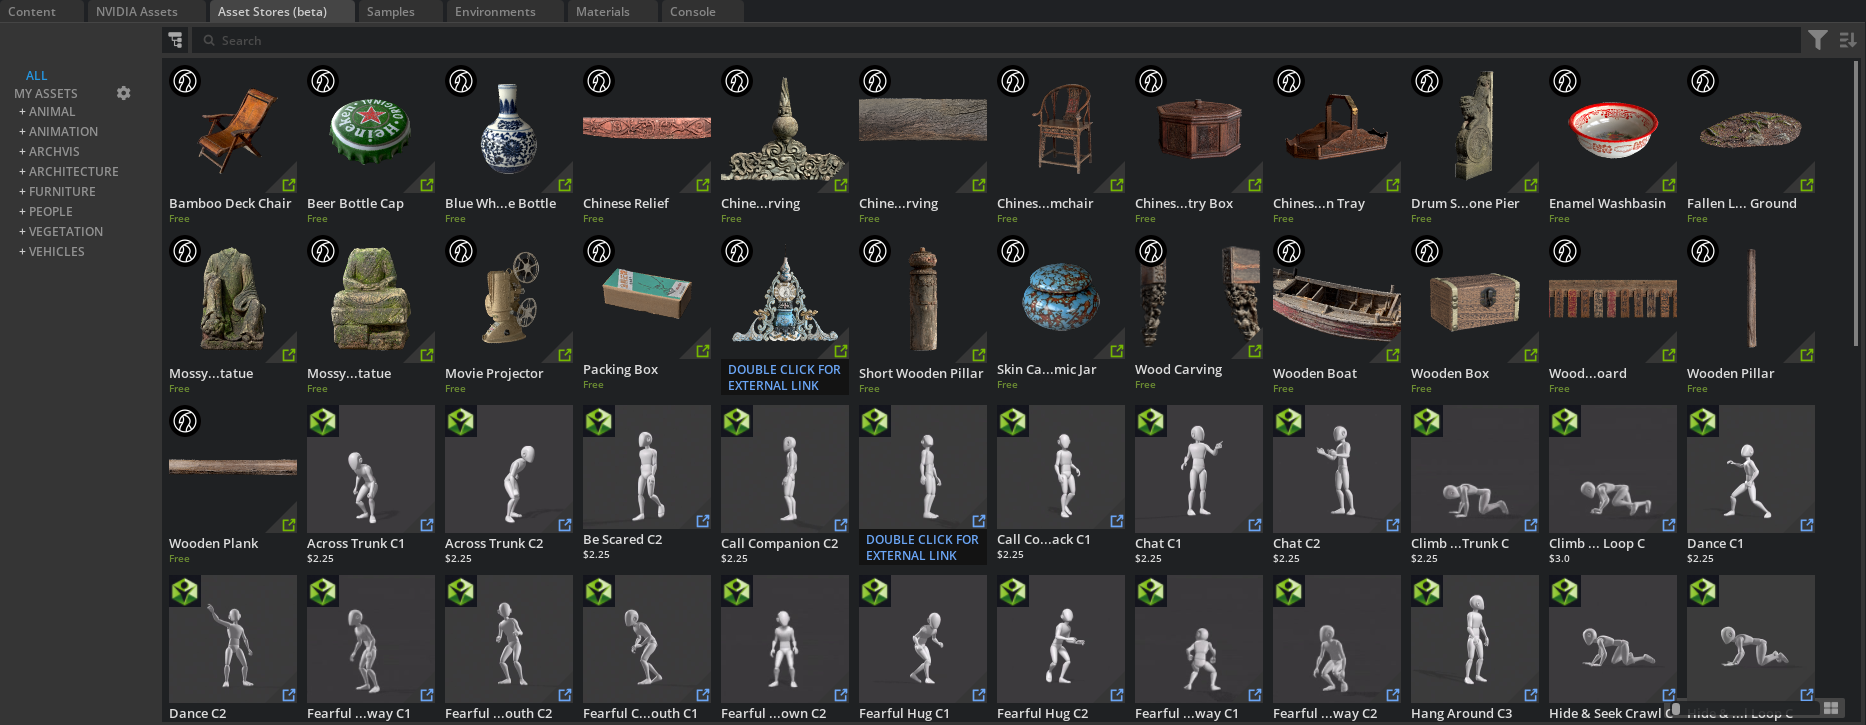 Content NVIDIA Assets Asset Stores (beta) Samples Environments Materials Console
Search
ALL
MY ASSETS
+ ANIMAL
+ ANIMATION
+ ARCHVIS
+ ARCHITECTURE
+ FURNITURE
+ PEOPLE
+ VEGETATION
+ VEHICLES
ORIGINAL
Heineken
Bamboo Deck Chair Beer Bottle Cap Blue Wh...e Bottle Chinese Relief Chine...rving Chine...rving Chines...mchair Chines...try Box Chines...n Tray Drum S...one Pier Enamel Washbasin Fallen L... Ground
Free Free Free Free Free Free Free Free Free Free Free Free
Mossy...tatue Mossy...tatue Movie Projector Packing Box DOUBLE CLICK FOR Short Wooden Pillar Skin Ca...mic Jar Wood Carving Wooden Boat Wooden Box Wood...oard Wooden Pillar
Free Free Free Free EXTERNAL LINK Free Free Free Free Free Free Free
Wooden Plank Across Trunk C1 Across Trunk C2 Be Scared C2 Call Companion C2 DOUBLE CLICK FOR Call Co...ack C1 Chat C1 Chat C2 Climb ...Trunk C Climb ... Loop C Dance C1
Free $2.25 $2.25 $2.25 $2.25 EXTERNAL LINK $2.25 $2.25 $2.25 $2.25 $3.0 $2.25
Dance C2 Fearful ...way C1 Fearful ...outh C2 Fearful C...outh C1 Fearful ...own C2 Fearful Hug C1 Fearful Hug C2 Fearful ...way C1 Fearful ...way C2 Hang Around C3 Hide & Seek Crawl C Hide & ...l Loop C